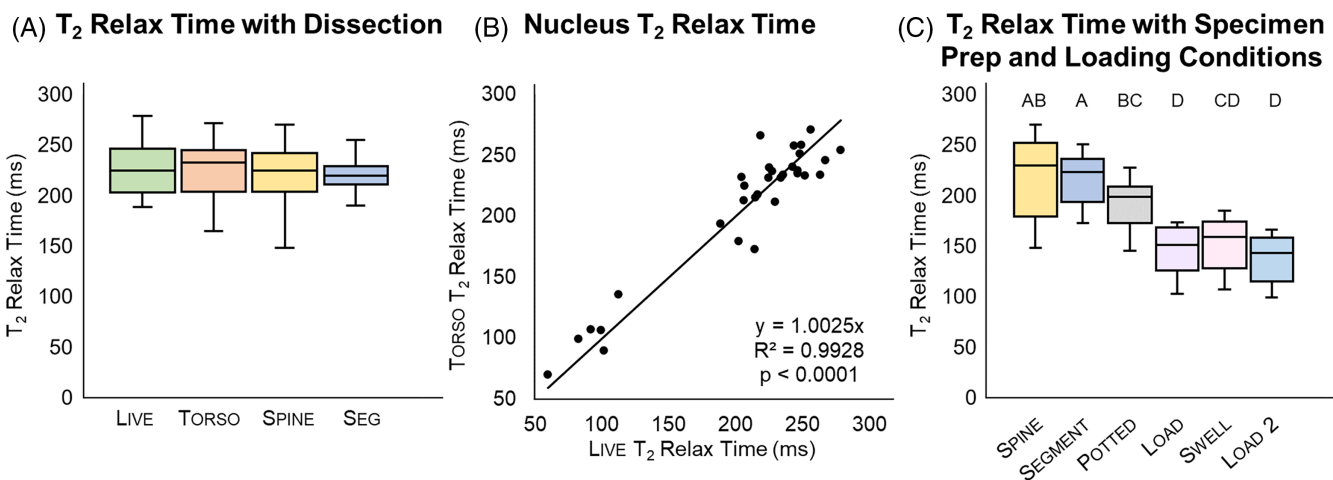 (A) T₂ Relax Time with Dissection
T₂ Relax Time (ms)
300
250
200
150
100
50
0
LIVE TORSO SPINE SEG
(B) Nucleus T₂ Relax Time
TORSO T₂ Relax Time (ms)
300
250
200
150
100
50
y = 1.0025x
R² = 0.9928
p < 0.0001
50 100 150 200 250 300
LIVE T₂ Relax Time (ms)
(C) T₂ Relax Time with Specimen
Prep and Loading Conditions
T₂ Relax Time (ms)
300
250
200
150
100
50
0
AB A BC D CD D
SPINE
SEGMENT
POTTED
LOAD
SWELL
LOAD 2